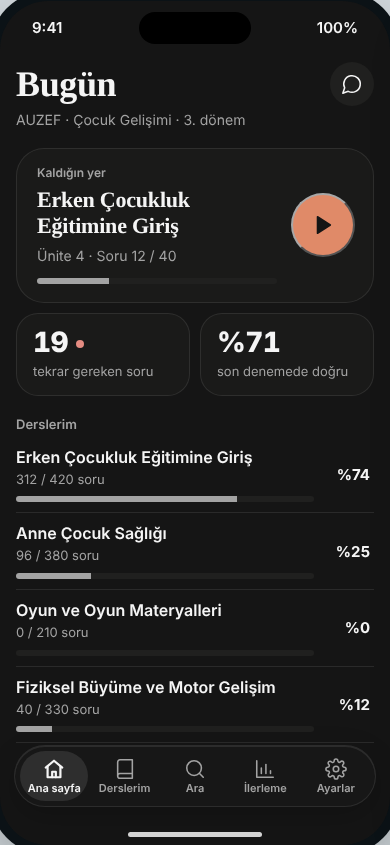 9:41
100%
Bugün
AUZEF · Çocuk Gelişimi · 3. dönem
Kaldığın yer
Erken Çocukluk
Eğitimine Giriş
Ünite 4 · Soru 12 / 40
19
tekrar gereken soru
%71
son denemede doğru
Derslerim
Erken Çocukluk Eğitimine Giriş
312 / 420 soru
%74
Anne Çocuk Sağlığı
96 / 380 soru
%25
Oyun ve Oyun Materyalleri
0 / 210 soru
%0
Fiziksel Büyüme ve Motor Gelişim
40 / 330 soru
%12
Ana sayfa
Derslerim
Ara
İlerleme
Ayarlar